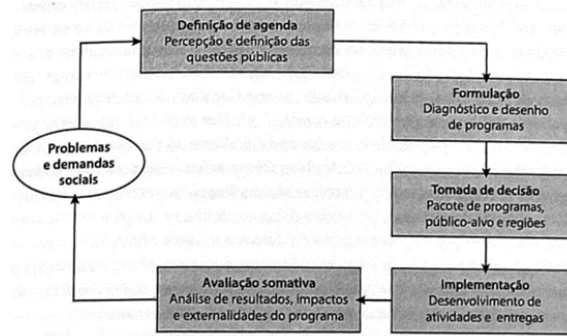 Definição de agenda
Percepção e definição das
questões públicas
Formulação
Diagnóstico e desenho
de programas
Problemas
e demandas
sociais
Tomada de decisão
Pacote de programas,
público-alvo e regiões
Avaliação somativa
Análise de resultados, impactos
e externalidades do programa
Implementação
Desenvolvimento de
atividades e entregas